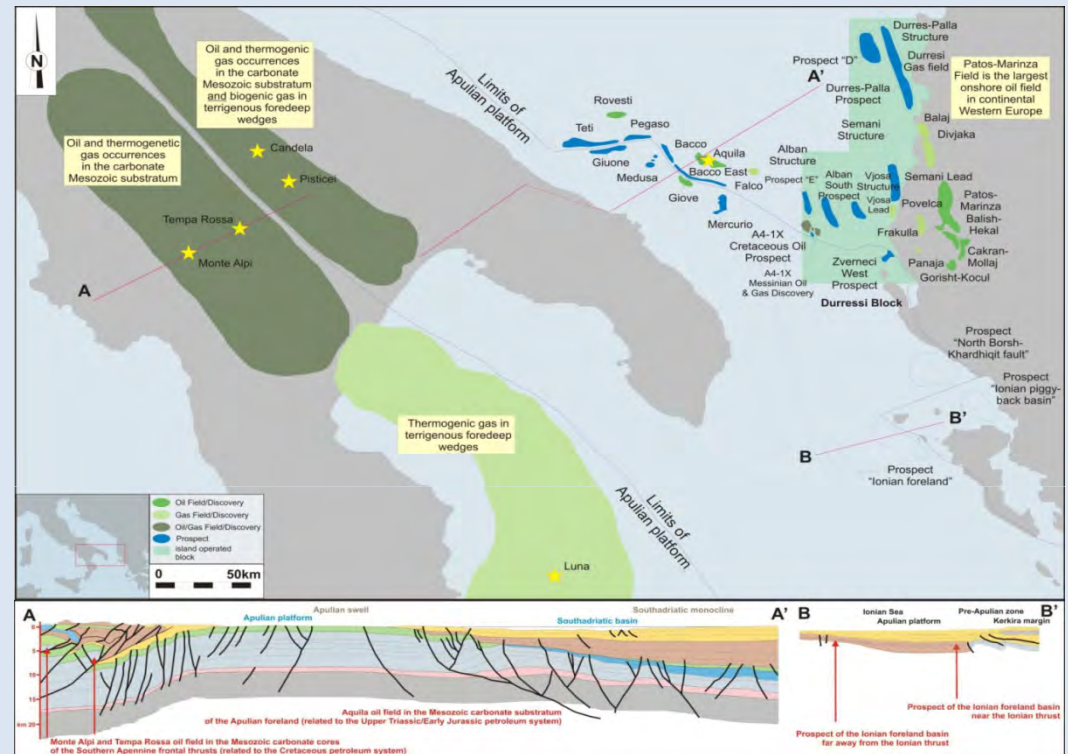 N
Oil and thermogenic
gas occurrences
in the carbonate
Mesozoic substratum
and biogenic gas in
terrigenous foredeep
wedges
Oil and thermogenetic
gas occurrences
in the carbonate
Mesozoic substratum
Candela
Pisticei
Tempa Rossa
Monte Alpi
A
Limits of
Apulian platform
Rovesti
Teti
Pegaso
Giuone
Medusa
Bacco
Aquila
Bacco East
Falco
Giove
Mercurio
A'
Durres-Palla
Structure
Prospect "D"
Durresi
Gas field
Durres-Palla
Prospect
Patos-Marinza
Field is the largest
onshore oil field
in continental
Western Europe
Semani
Structure
Balaj
Divjaka
Alban
Structure
Prospect "E"
Alban
South
Prospect
Vjosa
Structure
Vjosa
Lead
Semani Lead
Povelca
Patos-
Marinza
Balish-
Hekal
Frakulla
Cakran-
Mollaj
Panaja
Gorisht-Kocul
A4-1X
Cretaceous Oil
Prospect
A4-1X
Messinian Oil
& Gas Discovery
Zverneci
West
Prospect
Durressi Block
Prospect
"North Borsh-
Khardhiqit fault"
Prospect
"Ionian piggy-
back basin"
B'
B
Prospect
"Ionian foreland"
Thermogenic gas in
terrigenous foredeep
wedges
Limits of
Apulian platform
Luna
Oil Field/Discovery
Gas Field/Discovery
Oil/Gas Field/Discovery
Prospect
island operated
block
0 50km
A
Apulian swell
Southadriatic monocline
A'
Apulian platform
Southadriatic basin
5
10
15
km 20
Aquila oil field in the Mesozoic carbonate substratum
of the Apulian foreland (related to the Upper Triassic/Early Jurassic petroleum system)
Monte Alpi and Tempa Rossa oil field in the Mesozoic carbonate cores
of the Southern Apennine frontal thrusts (related to the Cretaceous petroleum system)
B
Ionian Sea
Apulian platform
Pre-Apulian zone
Kerkira margin
B'
Prospect of the Ionian foreland basin
near the Ionian thrust
Prospect of the Ionian foreland basin
far away from the Ionian thrust